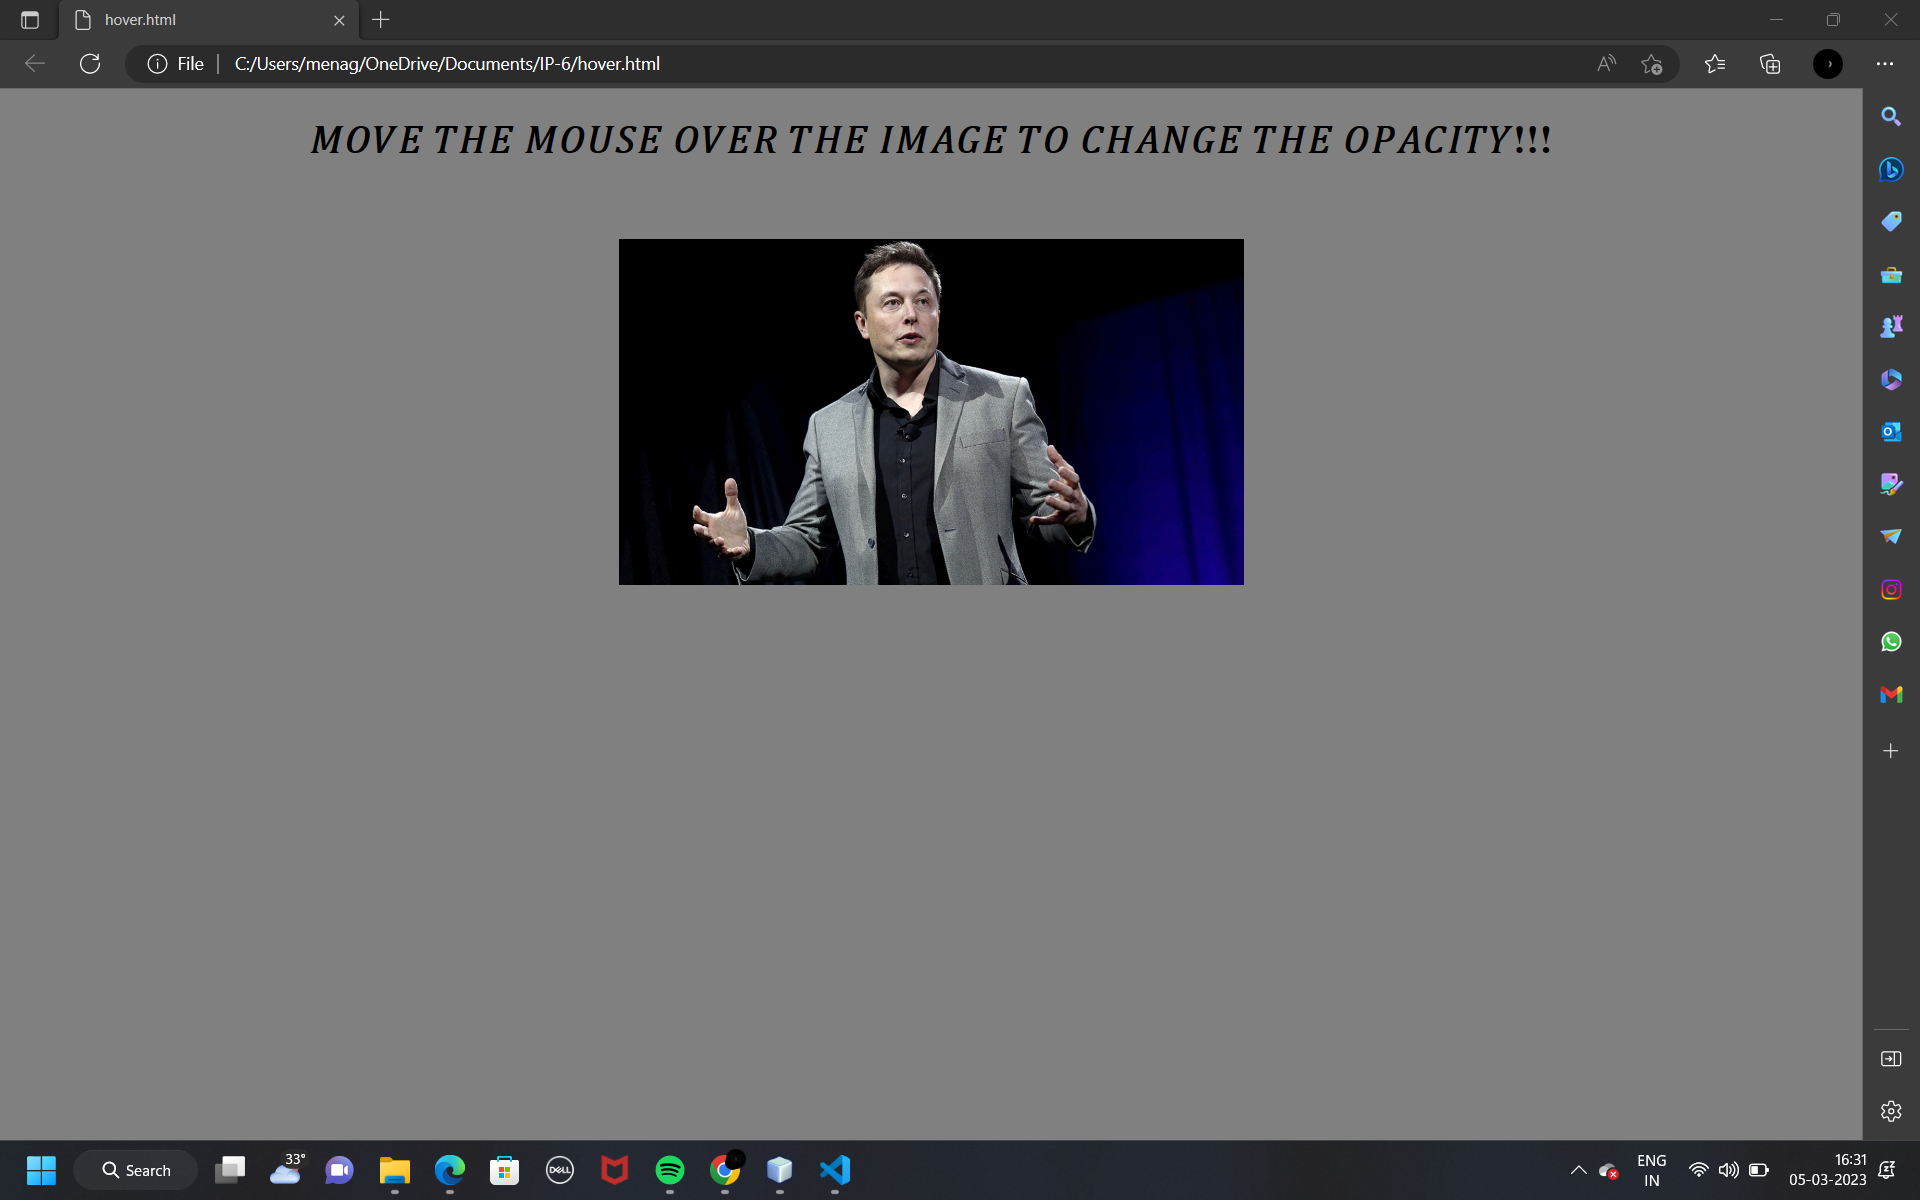 hover.html
File
C:/Users/menag/OneDrive/Documents/IP-6/hover.html
MOVE THE MOUSE OVER THE IMAGE TO CHANGE THE OPACITY!!!
Search
33°
DELL
ENG
IN
16:31
05-03-2023